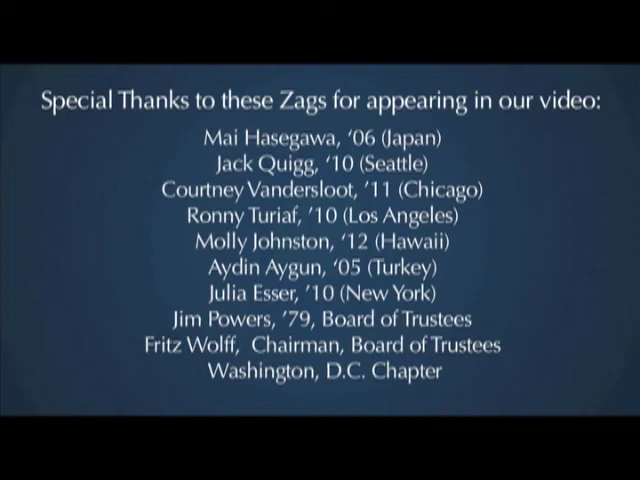 Special Thanks to these Zags for appearing in our video:
Mai Hasegawa, ‘06 (Japan)
Jack Quigg, ‘10 (Seattle)
Courtney Vandersloot, ’11 (Chicago)
Ronny Turiaf, ’10 (Los Angeles)
Molly Johnston, ‘12 (Hawaii)
Aydin Aygun, ‘05 (Turkey)
Julia Esser, ’10 (New York)
Jim Powers, ’79, Board of Trustees
Fritz Wolff, Chairman, Board of Trustees
Washington, D.C. Chapter